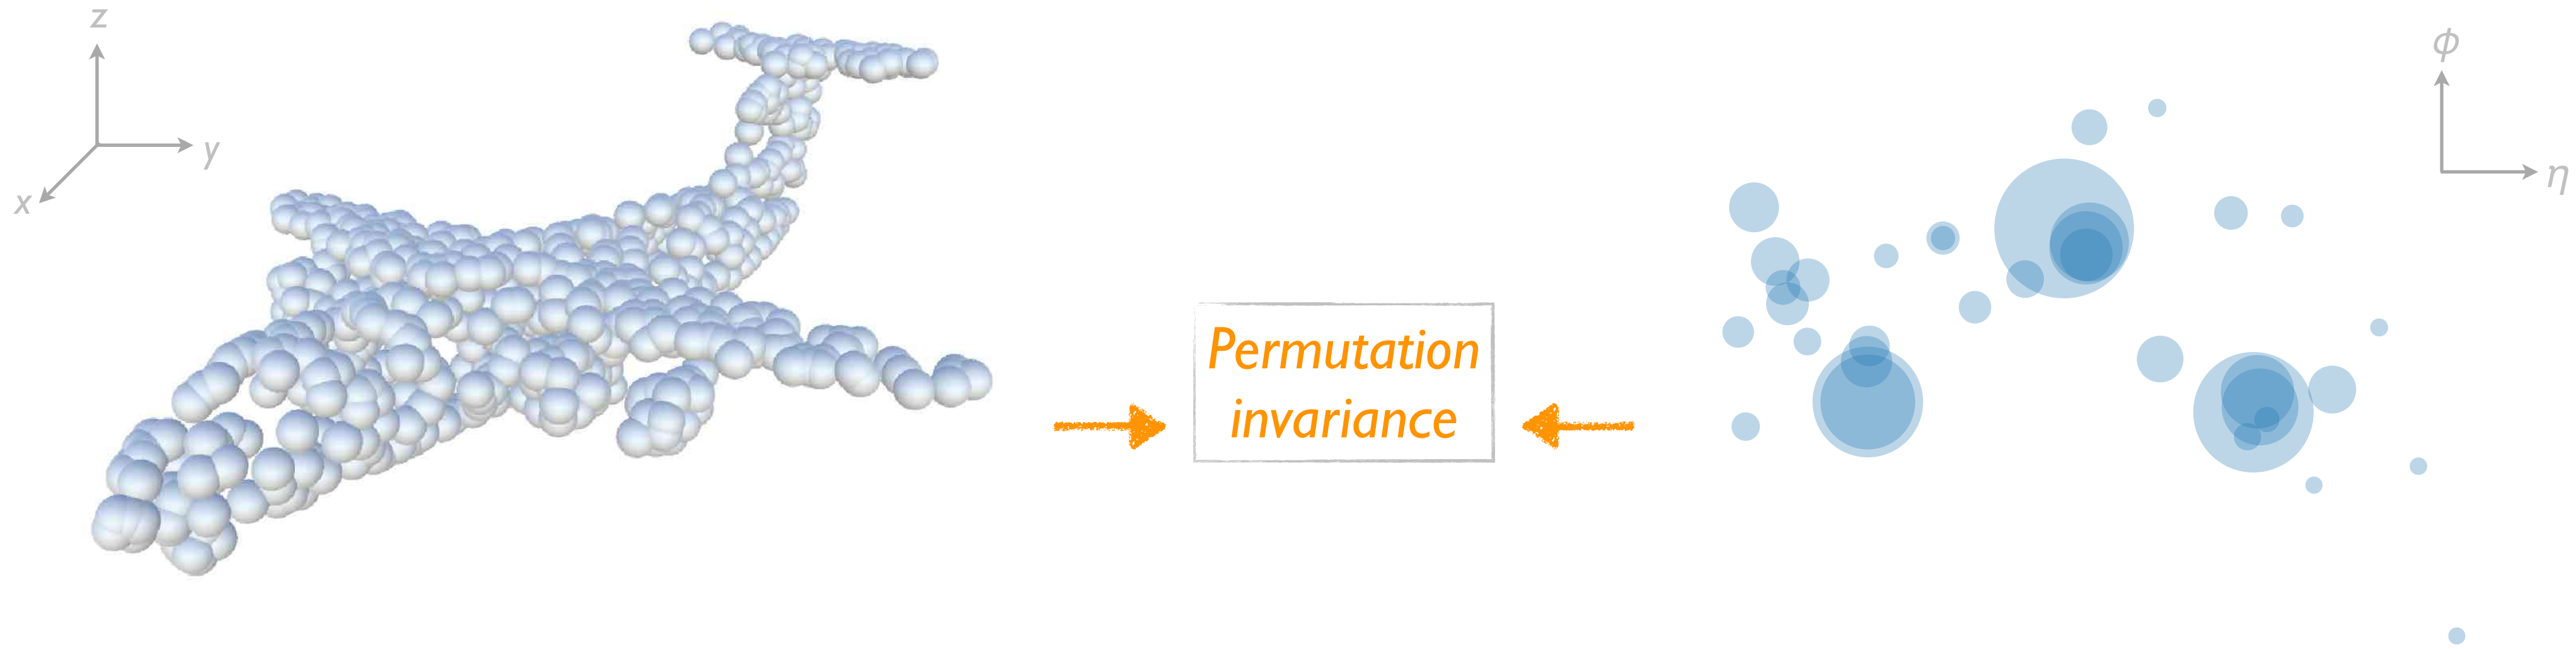 z
y
x
Permutation
invariance
ϕ
η